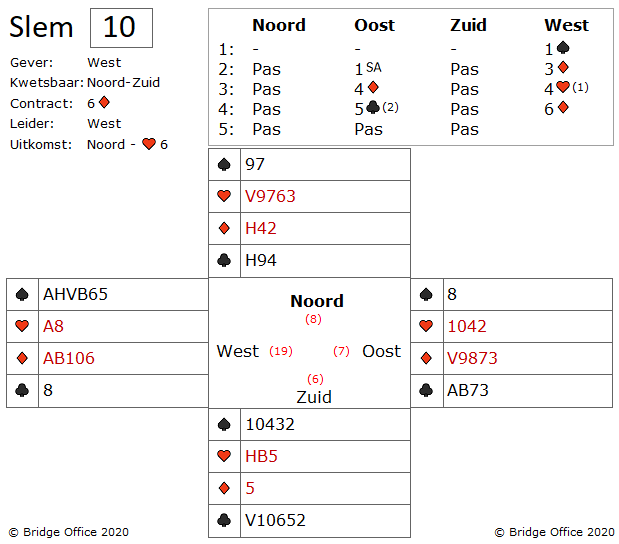 Slem 10
Gever: West
Kwetsbaar: Noord-Zuid
Contract: 6♦
Leider: West
Uitkomst: Noord - ♥ 6
Noord Oost Zuid West
1: - - - 1♠
2: Pas 1SA Pas 3♦
3: Pas 4♦ Pas 4♥(1)
4: Pas 5♣(2) Pas 6♦
5: Pas Pas Pas
♠ 97
♥ V9763
♦ H42
♣ H94
♠ AHVB65
♥ A8
♦ AB106
♣ 8
Noord
(8)
West (19) (7) Oost
(6)
Zuid
♠ 8
♥ 1042
♦ V9873
♣ AB73
♠ 10432
♥ HB5
♦ 5
♣ V10652
© Bridge Office 2020 © Bridge Office 2020